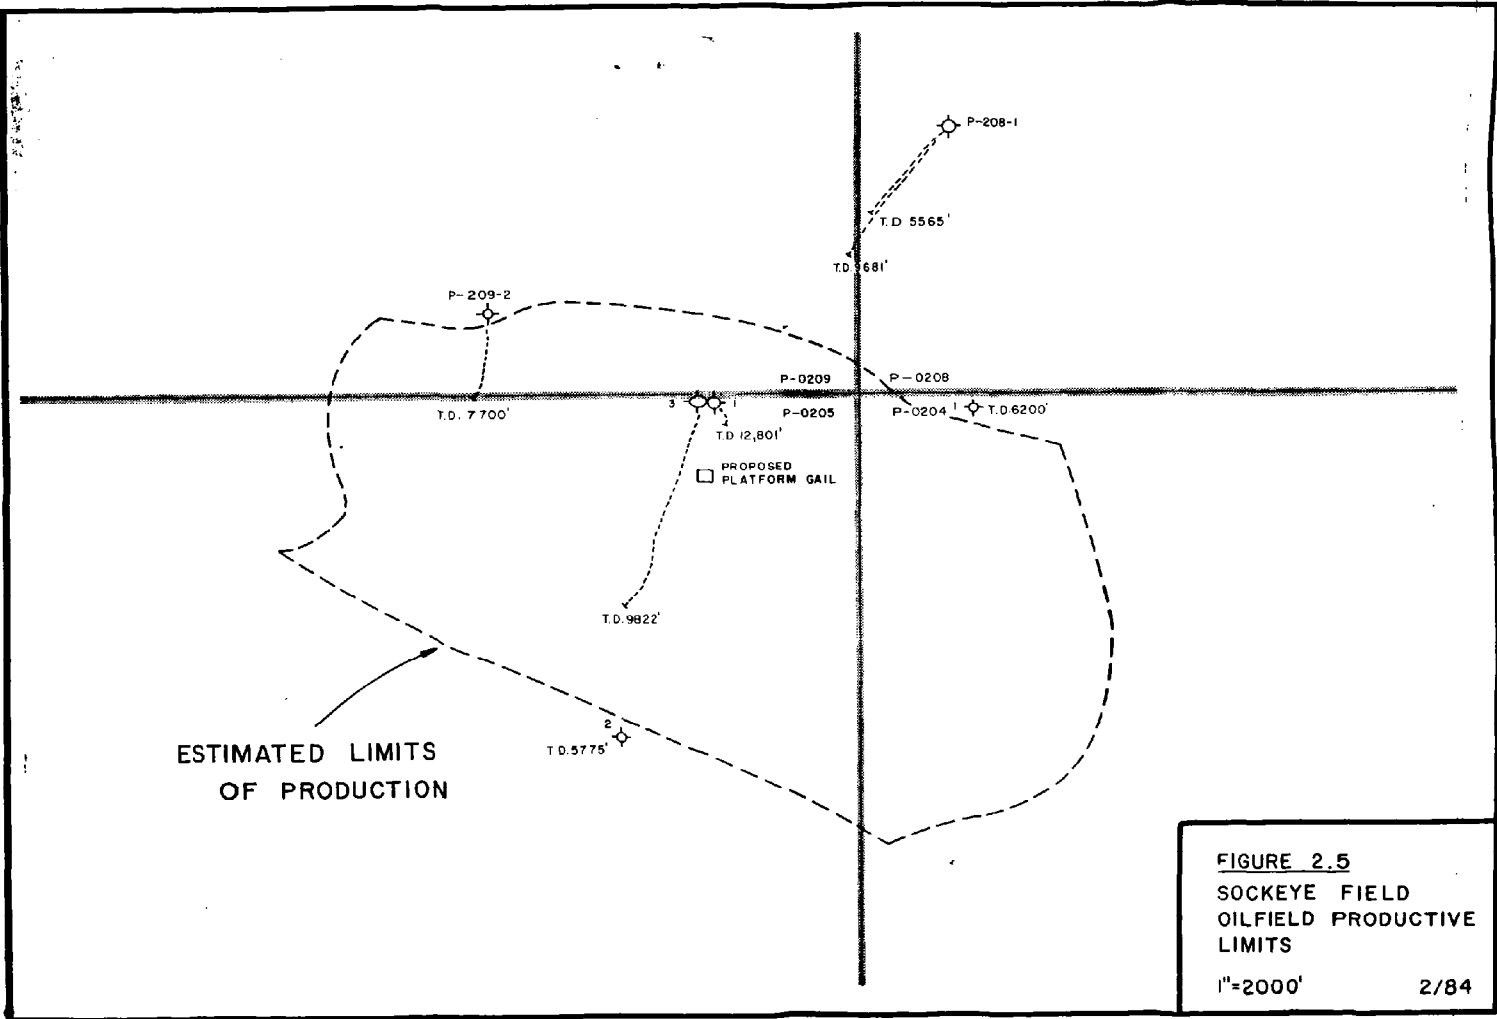 P-208-1
T.D 5565'
T.D. 9681'
P-209-2
P-0209
P-0208
P-0205
P-0204
1
T.D.6200'
T.D. 7700'
3
1
T.D 12,801'
PROPOSED
PLATFORM GAIL
T.D.9822'
2
T D.5775'
ESTIMATED LIMITS
OF PRODUCTION
FIGURE 2.5
SOCKEYE FIELD
OILFIELD PRODUCTIVE
LIMITS
1"=2000'
2/84